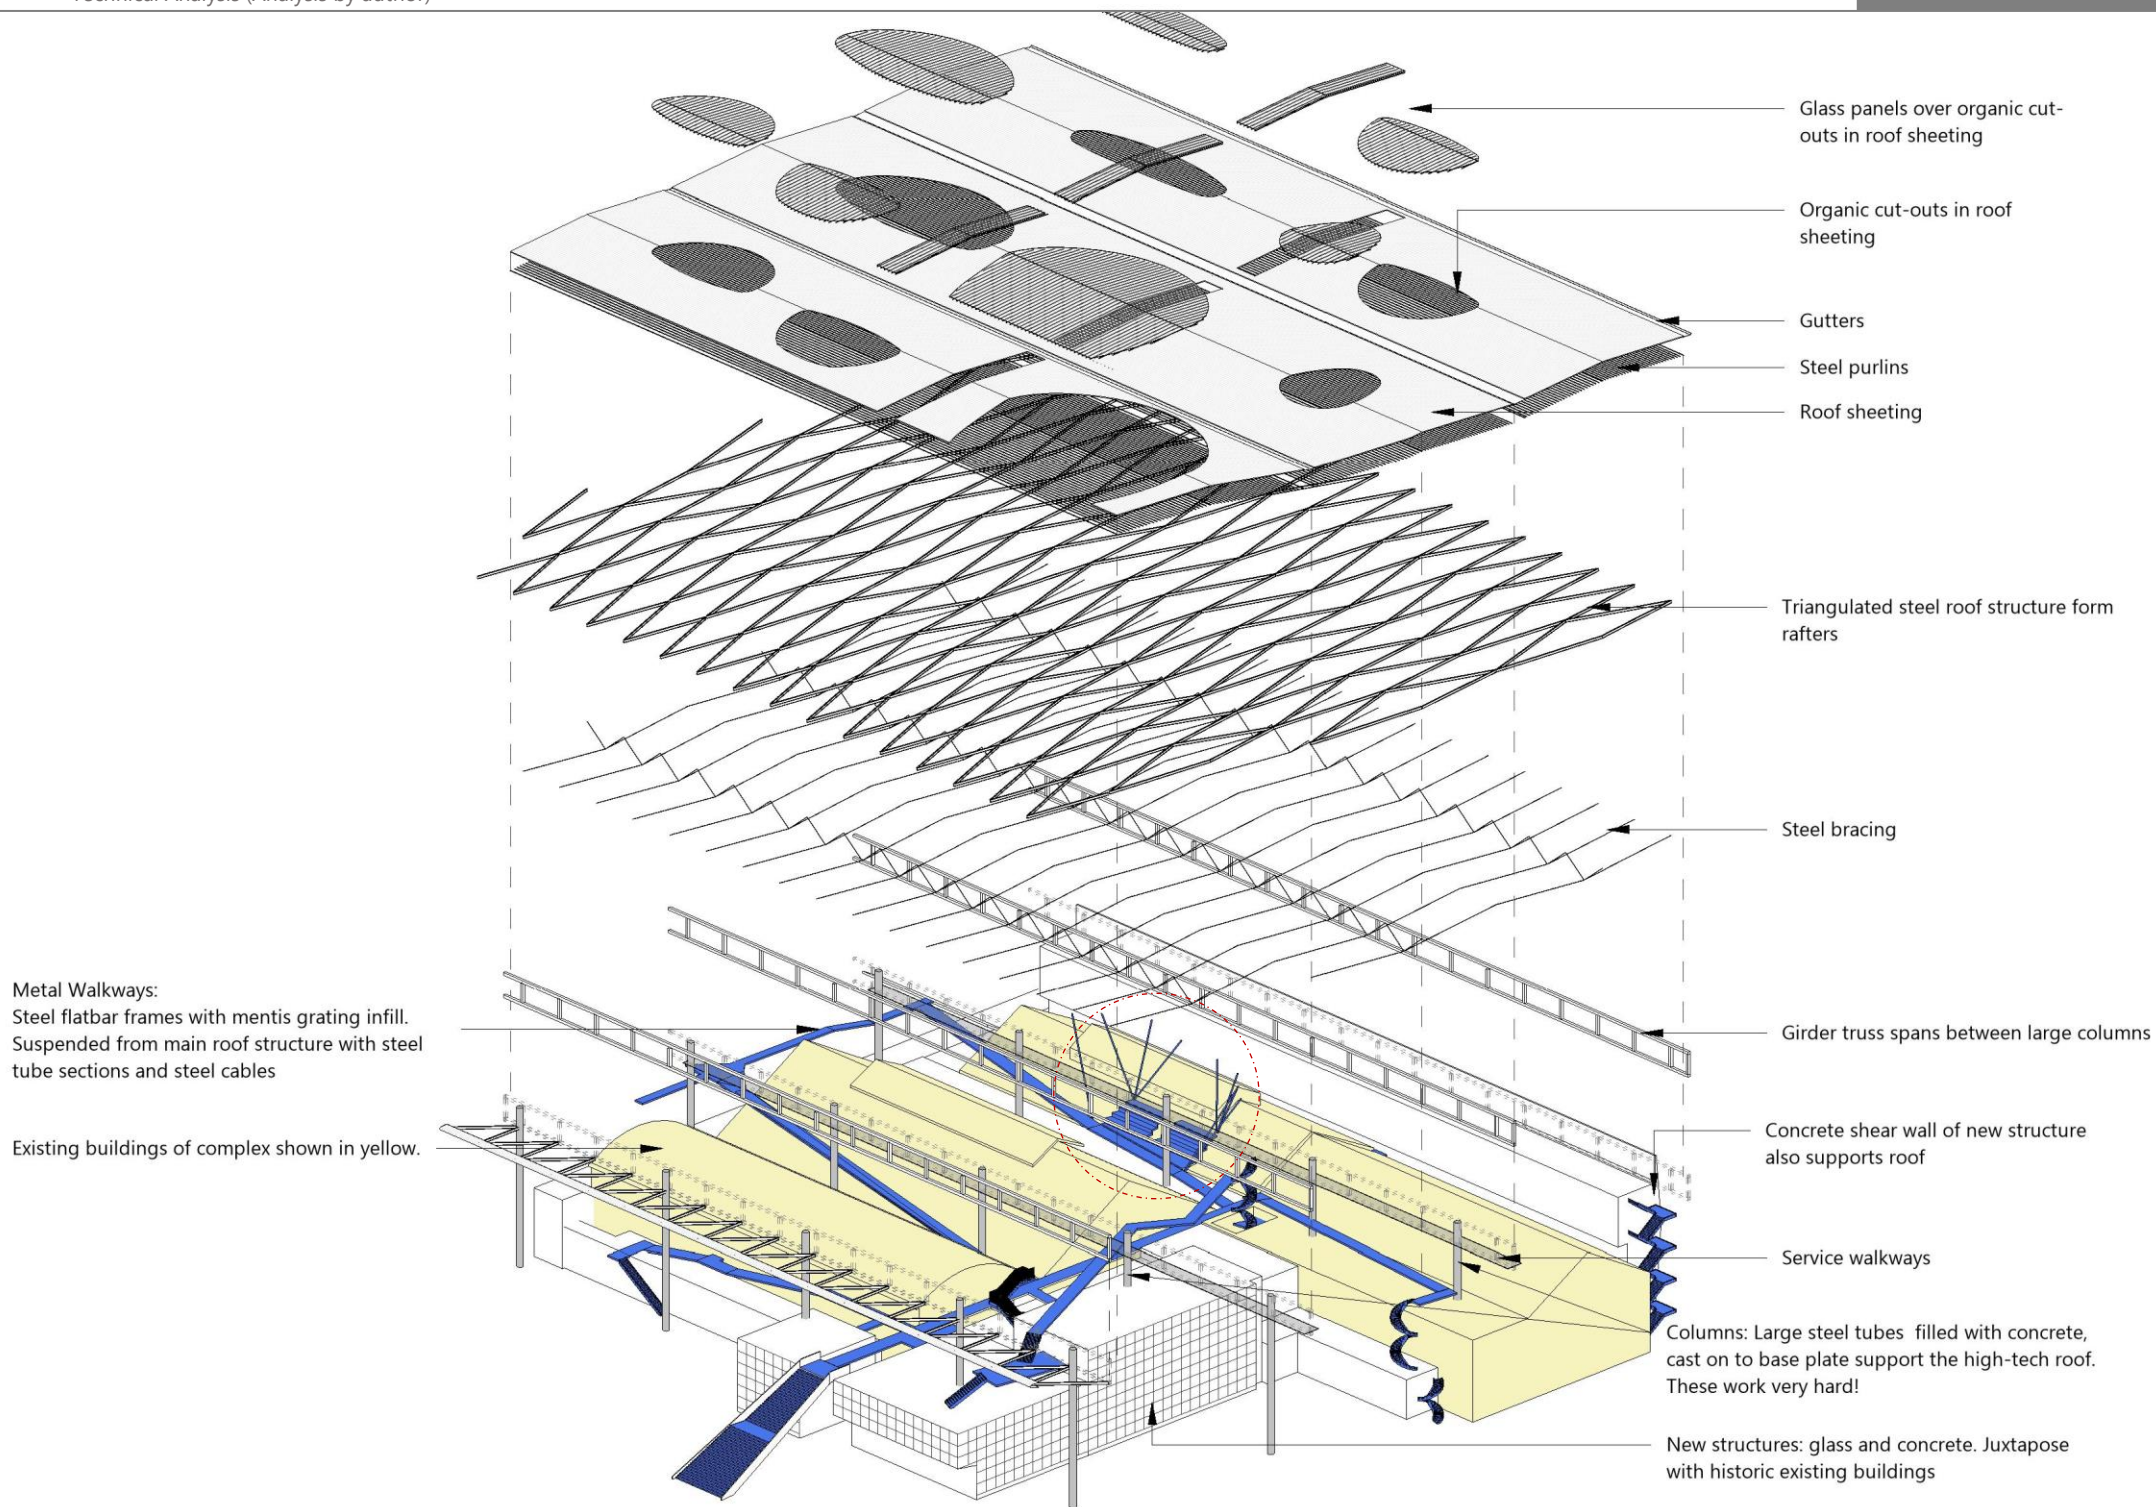 Technical Analysis (Analysis by author)
Glass panels over organic cut-
outs in roof sheeting
Organic cut-outs in roof
sheeting
Gutters
Steel purlins
Roof sheeting
Triangulated steel roof structure form
rafters
Steel bracing
Metal Walkways:
Steel flatbar frames with mentis grating infill.
Suspended from main roof structure with steel
tube sections and steel cables
Girder truss spans between large columns
Existing buildings of complex shown in yellow.
Concrete shear wall of new structure
also supports roof
Service walkways
Columns: Large steel tubes  filled with concrete,
cast on to base plate support the high-tech roof.
These work very hard!
New structures: glass and concrete. Juxtapose
with historic existing buildings